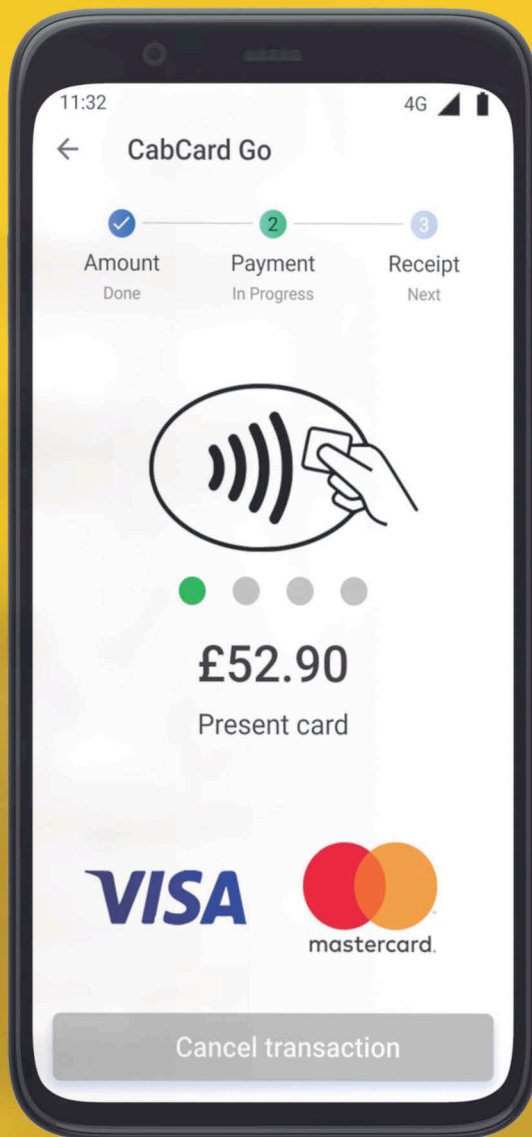 11:32 4G
CabCard Go
2 3
Amount Payment Receipt
Done In Progress Next
£52.90
Present card
VISA
mastercard.
Cancel transaction